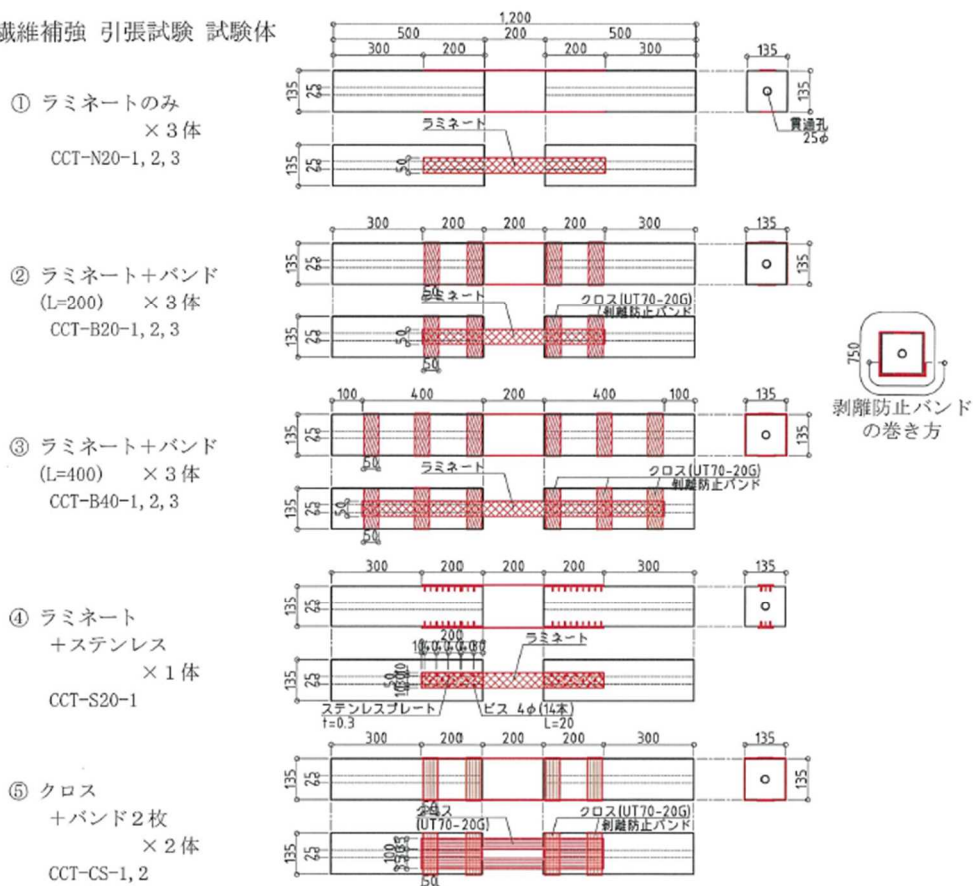 繊維補強 引張試験 試験体
1,200
500 200 500
300 200 200 300
135
135 25
135
① ラミネートのみ
×3体
CCT-N20-1, 2, 3
貫通孔
25φ
ラミネート
135 25 50
300 200 200 200 300
135
135 25
135
② ラミネート＋バンド
(L=200) ×3体
CCT-B20-1, 2, 3
50
ラミネート
クロス(UT70-20G)
剥離防止バンド
135 25 50
50
750
剥離防止バンド
の巻き方
100 400 200 400 100
135
135 25
135
③ ラミネート＋バンド
(L=400) ×3体
CCT-B40-1, 2, 3
50
ラミネート
クロス(UT70-20G)
剥離防止バンド
135 25 50
50
300 200 200 200 300
135
135 25
135
④ ラミネート
＋ステンレス
×1体
CCT-S20-1
200
ラミネート
135 25 50
ステンレスプレート
t=0.3
ビス 4φ(14本)
L=20
300 200 200 200 300
135
135 25
135
⑤ クロス
＋バンド２枚
×2体
CCT-CS-1, 2
50
クロス
(UT70-20G)
クロス(UT70-20G)
剥離防止バンド
135 25 100
50